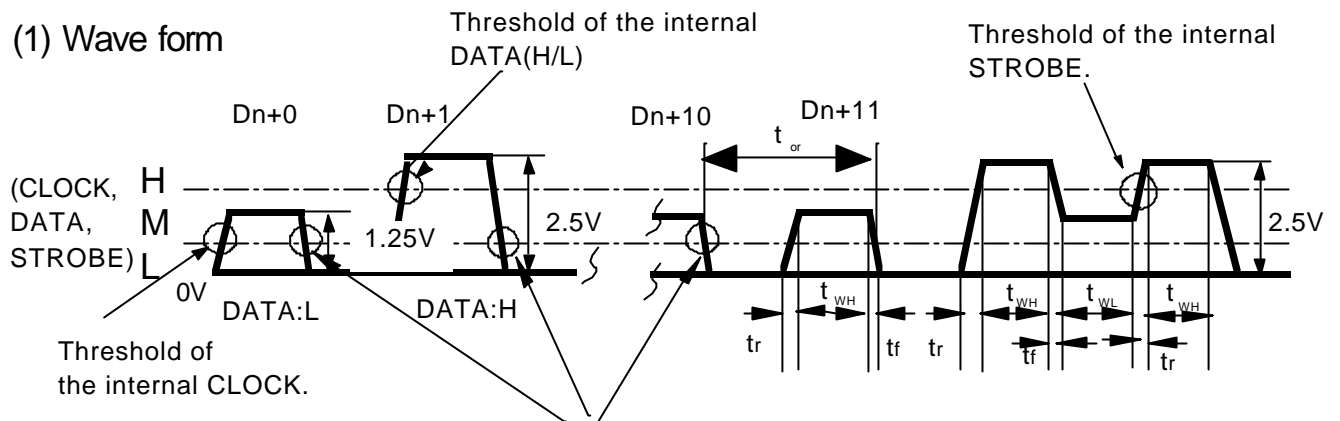 (1) Wave form
Threshold of the internal
DATA(H/L)
Threshold of the internal
STROBE.
Dn+0
Dn+1
Dn+10
Dn+11
t or
(CLOCK,
DATA,
STROBE)
H
M
L
1.25V
2.5V
2.5V
0V
DATA:L
DATA:H
t WH
t WH
t WL
t WH
tr
tf
tr
tf
tr
Threshold of
the internal CLOCK.